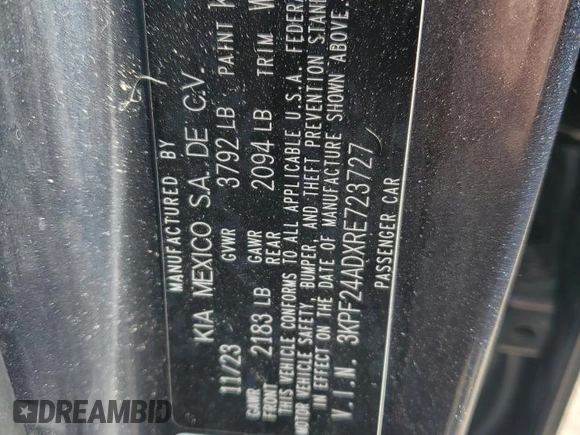 MANUFACTURED BY
KIA MEXICO S.A. DE C.V.
11/23 GVWR 3792 LB PAINT
GAWR FRONT 2183 LB GAWR REAR 2094 LB TRIM
THIS VEHICLE CONFORMS TO ALL APPLICABLE U.S.A. FEDERA
MOTOR VEHICLE SAFETY, BUMPER, AND THEFT PREVENTION STAN
IN EFFECT ON THE DATE OF MANUFACTURE SHOWN ABOVE.
V.I.N. 3KPF24ADXRE723727
PASSENGER CAR
DREAMBID